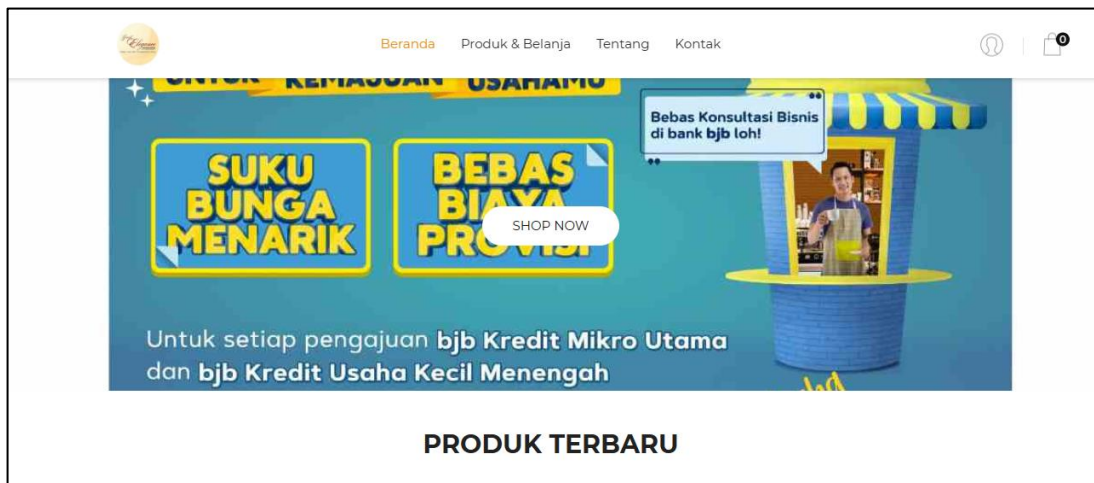 Beranda Produk & Belanja Tentang Kontak
0
UNTUK KEMAJUAN USAHAMU
Bebas Konsultasi Bisnis
di bank bjb loh!
SUKU
BUNGA
MENARIK
BEBAS
BIAYA
PROVISI
SHOP NOW
Untuk setiap pengajuan bjb Kredit Mikro Utama
dan bjb Kredit Usaha Kecil Menengah
PRODUK TERBARU